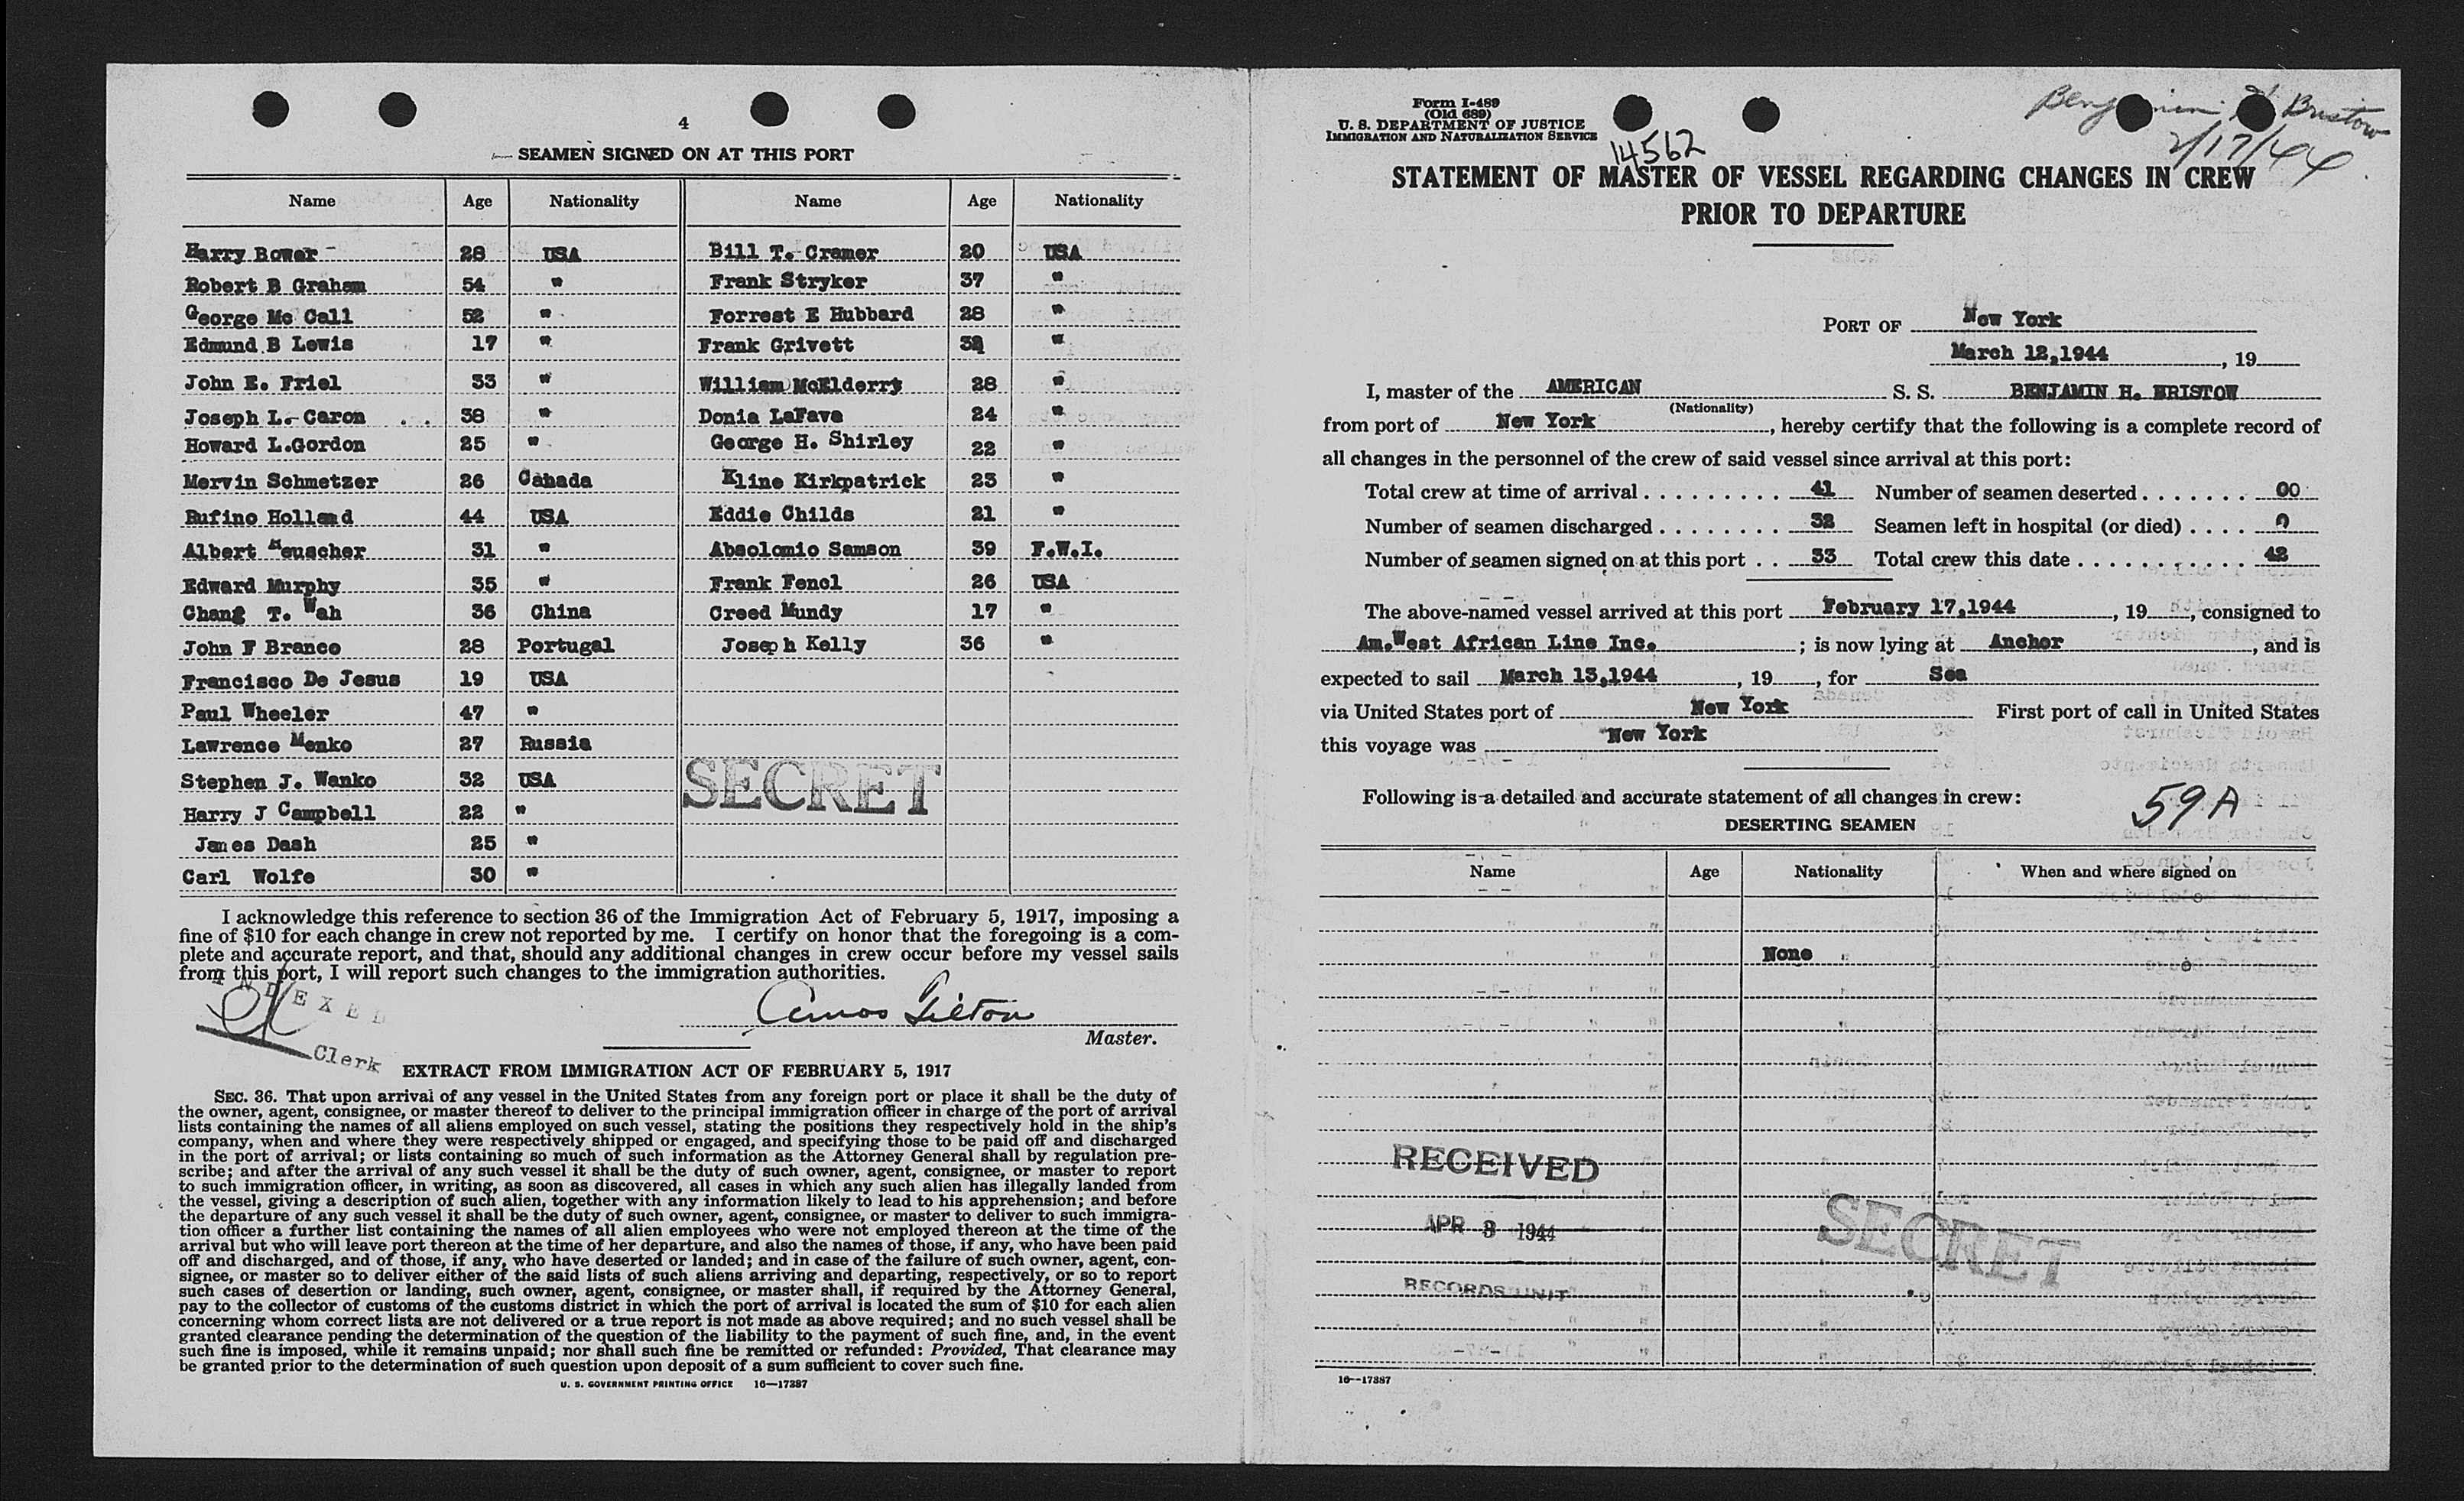 4
SEAMEN SIGNED ON AT THIS PORT
Name Age Nationality Name Age Nationality
Harry Bower 28 USA Bill T. Cramer 20 USA
Robert B Graham 54 " Frank Stryker 37 "
George Mc Call 52 " Forrest E Hubbard 28 "
Edmund B Lewis 17 " Frank Grivett "
John E. Friel 33 " William McElderry 28 "
Joseph L. Caron 38 " Donia LaFave 24 "
Howard L.Gordon 25 " George H. Shirley 22 "
Mervin Schmetzer 26 Canada Kline Kirkpatrick 23 "
Rufino Holland 44 USA Eddie Childs 21 "
Albert Heuscher 31 " Absolomio Samson 39 F.W.I.
Edward Murphy 35 " Frank Fencl 26 USA
Chang T. Wah 36 China Creed Mundy 17 "
John F Branco 28 Portugal Joseph Kelly 36 "
Francisco De Jesus 19 USA
Paul Wheeler 47 "
Lawrence Menko 27 Russia
Stephen J. Wanko 32 USA
SECRET
Harry J Campbell 22 "
James Dash 25 "
Carl Wolfe 30 "
I acknowledge this reference to section 36 of the Immigration Act of February 5, 1917, imposing a
fine of $10 for each change in crew not reported by me. I certify on honor that the foregoing is a com-
plete and accurate report, and that, should any additional changes in crew occur before my vessel sails
from this port, I will report such changes to the immigration authorities.
INDEXED
Clerk
Amos Tilton
Master.
EXTRACT FROM IMMIGRATION ACT OF FEBRUARY 5, 1917
SEC. 36. That upon arrival of any vessel in the United States from any foreign port or place it shall be the duty of
the owner, agent, consignee, or master thereof to deliver to the principal immigration officer in charge of the port of arrival
lists containing the names of all aliens employed on such vessel, stating the positions they respectively hold in the ship's
company, when and where they were respectively shipped or engaged, and specifying those to be paid off and discharged
in the port of arrival; or lists containing so much of such information as the Attorney General shall by regulation pre-
scribe; and after the arrival of any such vessel it shall be the duty of such owner, agent, consignee, or master to report
to such immigration officer, in writing, as soon as discovered, all cases in which any such alien has illegally landed from
the vessel, giving a description of such alien, together with any information likely to lead to his apprehension; and before
the departure of any such vessel it shall be the duty of such owner, agent, consignee, or master to deliver to such immigra-
tion officer a further list containing the names of all alien employees who were not employed thereon at the time of the
arrival but who will leave port thereon at the time of her departure, and also the names of those, if any, who have been paid
off and discharged, and of those, if any, who have deserted or landed; and in case of the failure of such owner, agent, con-
signee, or master so to deliver either of the said lists of such aliens arriving and departing, respectively, or so to report
such cases of desertion or landing, such owner, agent, consignee, or master shall, if required by the Attorney General,
pay to the collector of customs of the customs district in which the port of arrival is located the sum of $10 for each alien
concerning whom correct lists are not delivered or a true report is not made as above required; and no such vessel shall be
granted clearance pending the determination of the question of the liability to the payment of such fine, and, in the event
such fine is imposed, while it remains unpaid; nor shall such fine be remitted or refunded: Provided, That clearance may
be granted prior to the determination of such question upon deposit of a sum sufficient to cover such fine.
U. S. GOVERNMENT PRINTING OFFICE 16—17387
Form I-489
(Old 689)
U. S. DEPARTMENT OF JUSTICE
IMMIGRATION AND NATURALIZATION SERVICE
14562
Benjamin H Bristow
2/17/44
STATEMENT OF MASTER OF VESSEL REGARDING CHANGES IN CREW
PRIOR TO DEPARTURE
PORT OF New York
March 12,1944, 19
I, master of the AMERICAN S. S. BENJAMIN H. BRISTOW
(Nationality)
from port of New York, hereby certify that the following is a complete record of
all changes in the personnel of the crew of said vessel since arrival at this port:
Total crew at time of arrival 41 Number of seamen deserted 00
Number of seamen discharged 32 Seamen left in hospital (or died) 0
Number of seamen signed on at this port 33 Total crew this date 42
The above-named vessel arrived at this port February 17,1944, 19, consigned to
Am.West African Line Inc.; is now lying at Anchor, and is
expected to sail March 13,1944, 19, for Sea
via United States port of New York First port of call in United States
this voyage was New York
Following is a detailed and accurate statement of all changes in crew:
59A
DESERTING SEAMEN
Name Age Nationality When and where signed on
None
RECEIVED
APR 3 1944
RECORDS UNIT
SECRET
16—17387